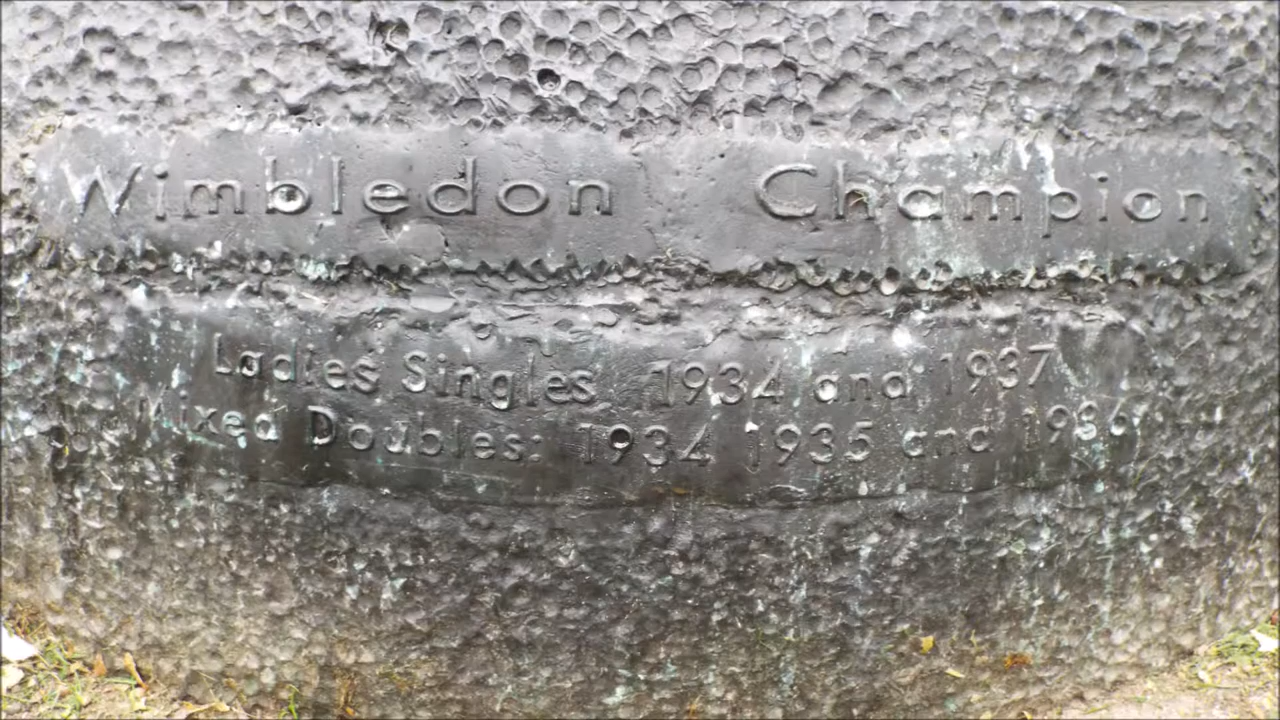 Wimbledon Champion
Ladies Singles 1934 and 1937
Mixed Doubles: 1934 1935 and 1936